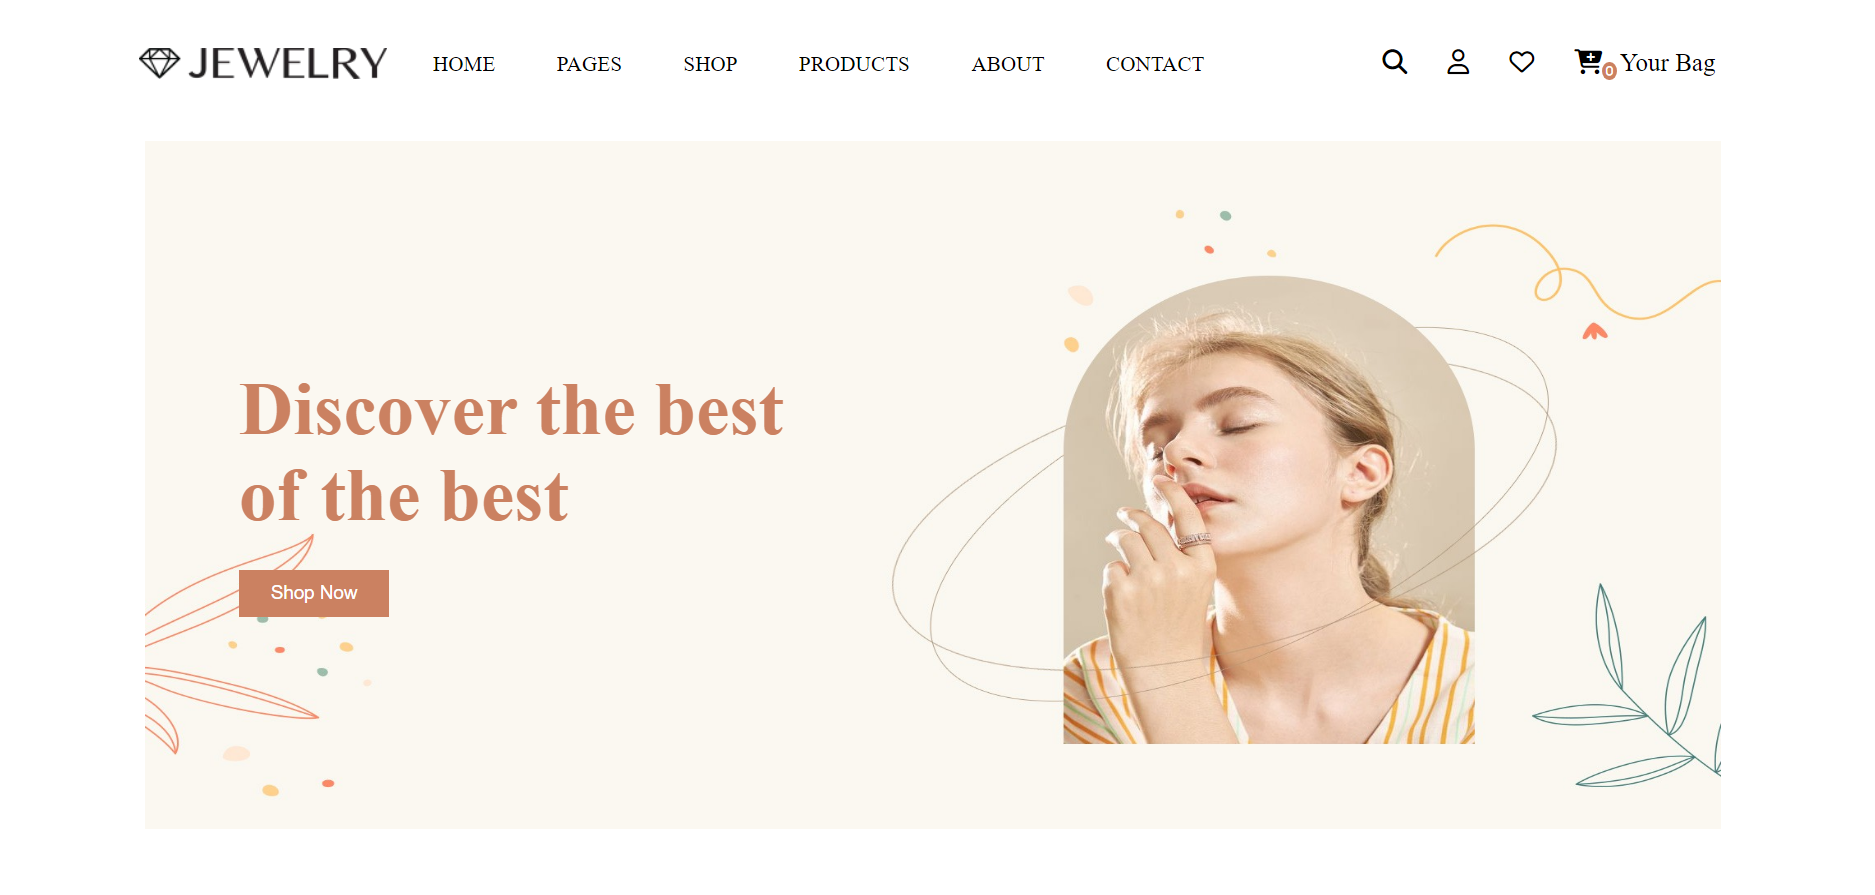 JEWELRY HOME PAGES SHOP PRODUCTS ABOUT CONTACT 0 Your Bag
Discover the best
of the best
Shop Now